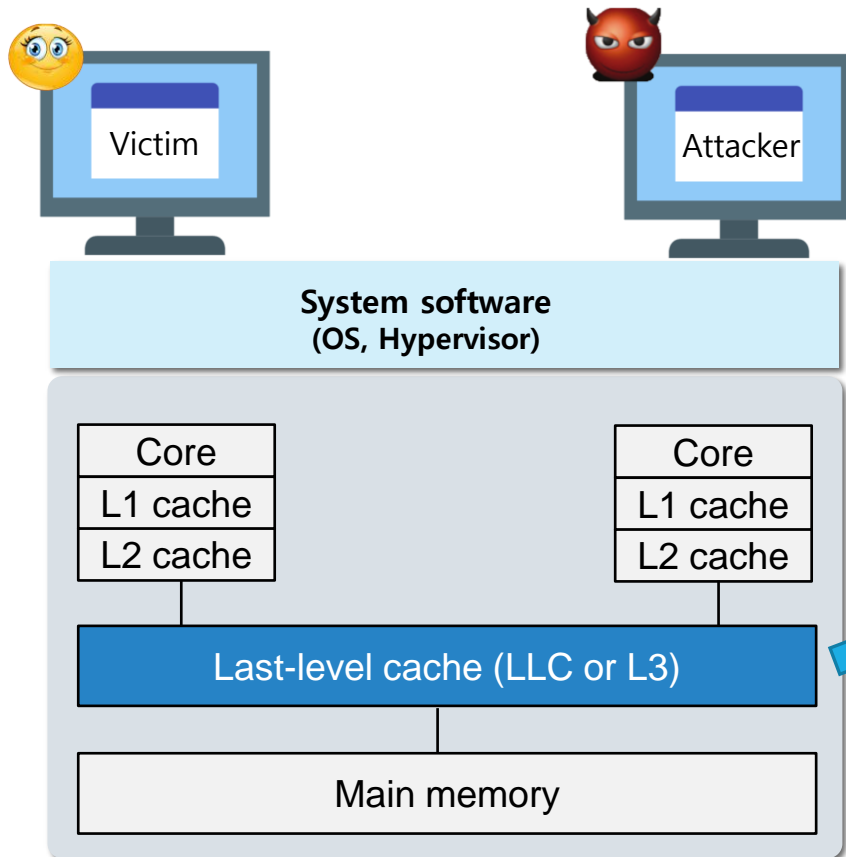 Victim
Attacker
System software
(OS, Hypervisor)
Core
L1 cache
L2 cache
Core
L1 cache
L2 cache
Last-level cache (LLC or L3)
Main memory